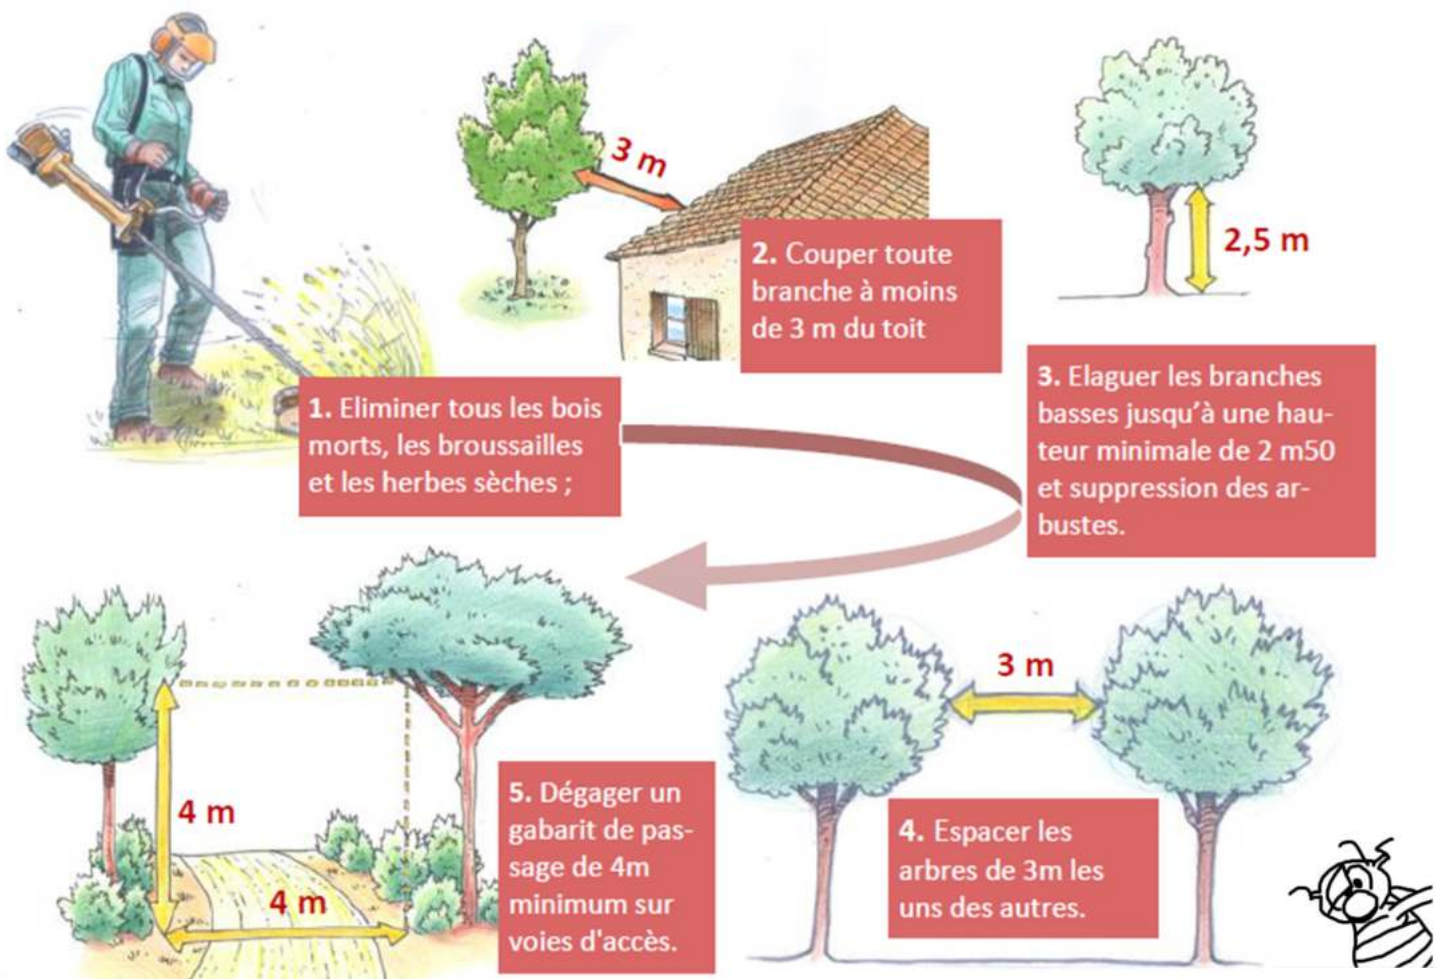 1. Eliminer tous les bois
morts, les broussailles
et les herbes sèches ;
3 m
2. Couper toute
branche à moins
de 3 m du toit
2,5 m
3. Elaguer les branches
basses jusqu'à une hau-
teur minimale de 2 m50
et suppression des ar-
bustes.
3 m
4. Espacer les
arbres de 3m les
uns des autres.
4 m
4 m
5. Dégager un
gabarit de pas-
sage de 4m
minimum sur
voies d'accès.